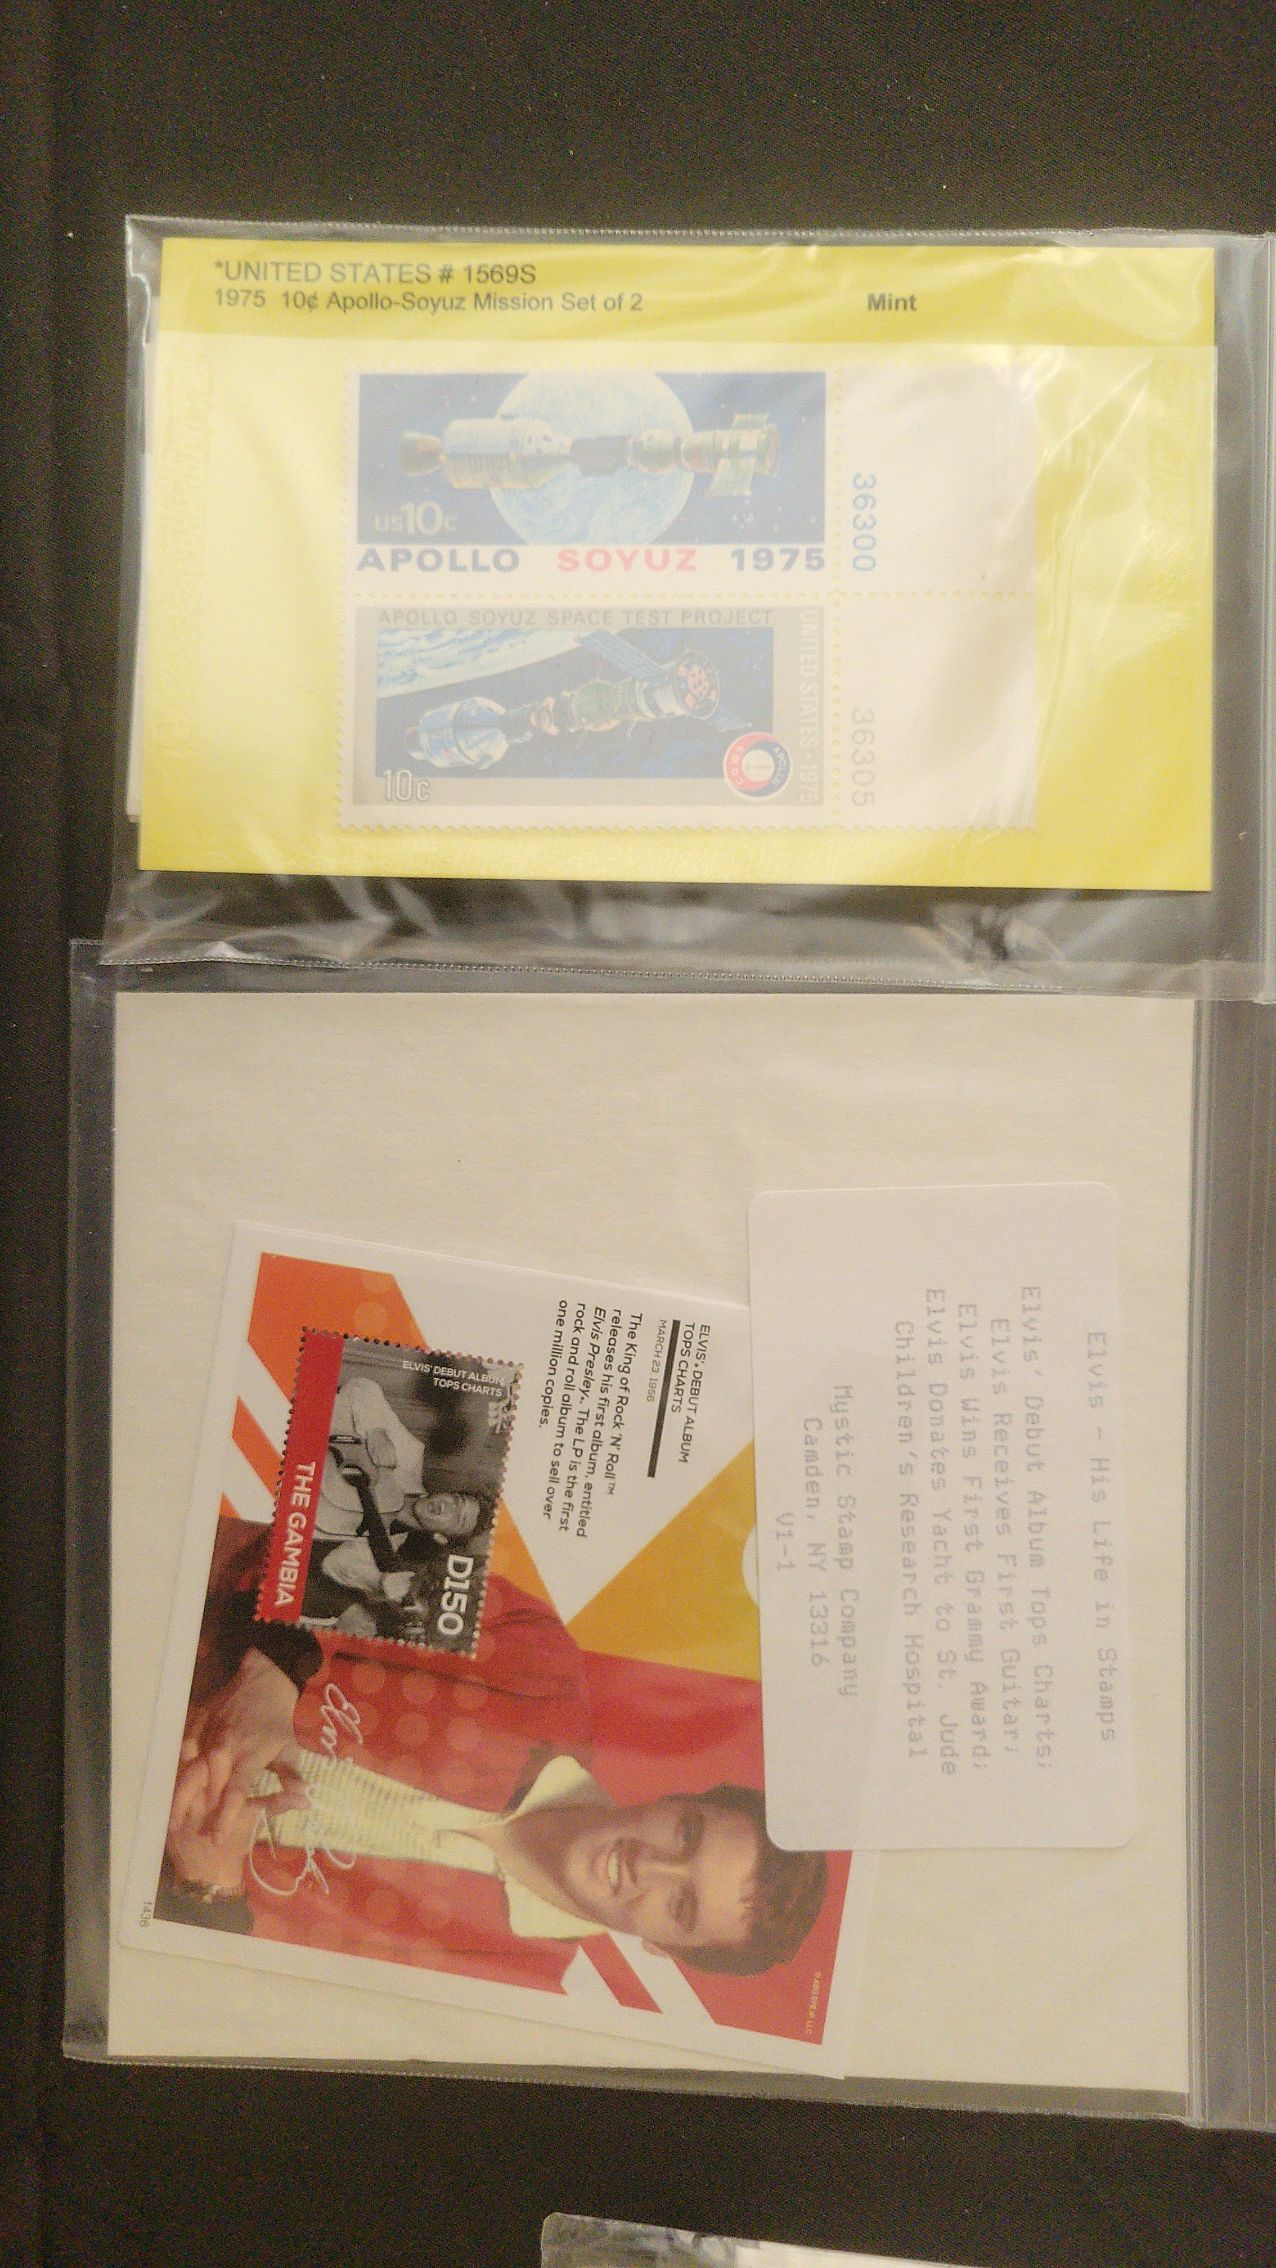 *UNITED STATES # 1569S
1975 10¢ Apollo-Soyuz Mission Set of 2
Mint
US10c
APOLLO SOYUZ 1975
36300
APOLLO SOYUZ SPACE TEST PROJECT
UNITED STATES • 1975
10c
36305
Elvis - His Life in Stamps,
Elvis' Debut Album Tops Charts;
Elvis Receives First Guitar;
Elvis Wins First Grammy Award;
Elvis Donates Yacht to St. Jude
Children's Research Hospital
Mystic Stamp Company
Camden, NY 13316
V1-1
ELVIS', DEBUT ALBUM
TOPS CHARTS
MARCH 23, 1956
The King of Rock 'N' Roll™
releases his first album, entitled
Elvis Presley. The LP is the first
rock and roll album to sell over
one million copies.
ELVIS' DEBUT ALBUM
TOPS CHARTS
D150
THE GAMBIA
Elvis Presley
1436